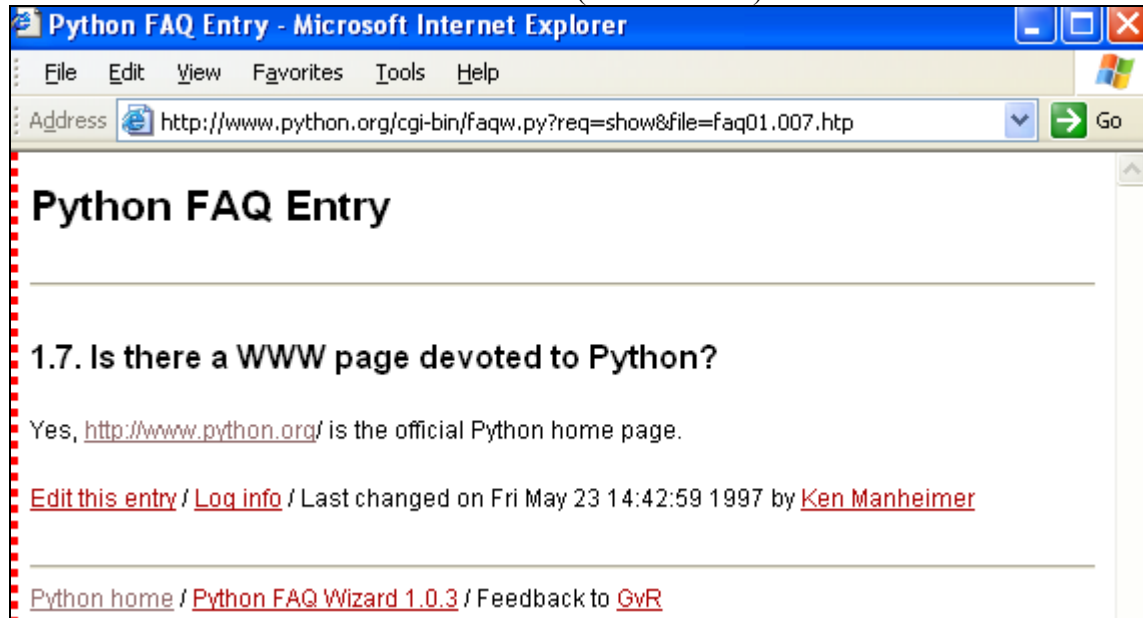 Python FAQ Entry - Microsoft Internet Explorer
File Edit View Favorites Tools Help
Address http://www.python.org/cgi-bin/faqw.py?req=show&file=faq01.007.htp Go
Python FAQ Entry
1.7. Is there a WWW page devoted to Python?
Yes, http://www.python.org/ is the official Python home page.
Edit this entry / Log info / Last changed on Fri May 23 14:42:59 1997 by Ken Manheimer
Python home / Python FAQ Wizard 1.0.3 / Feedback to GvR